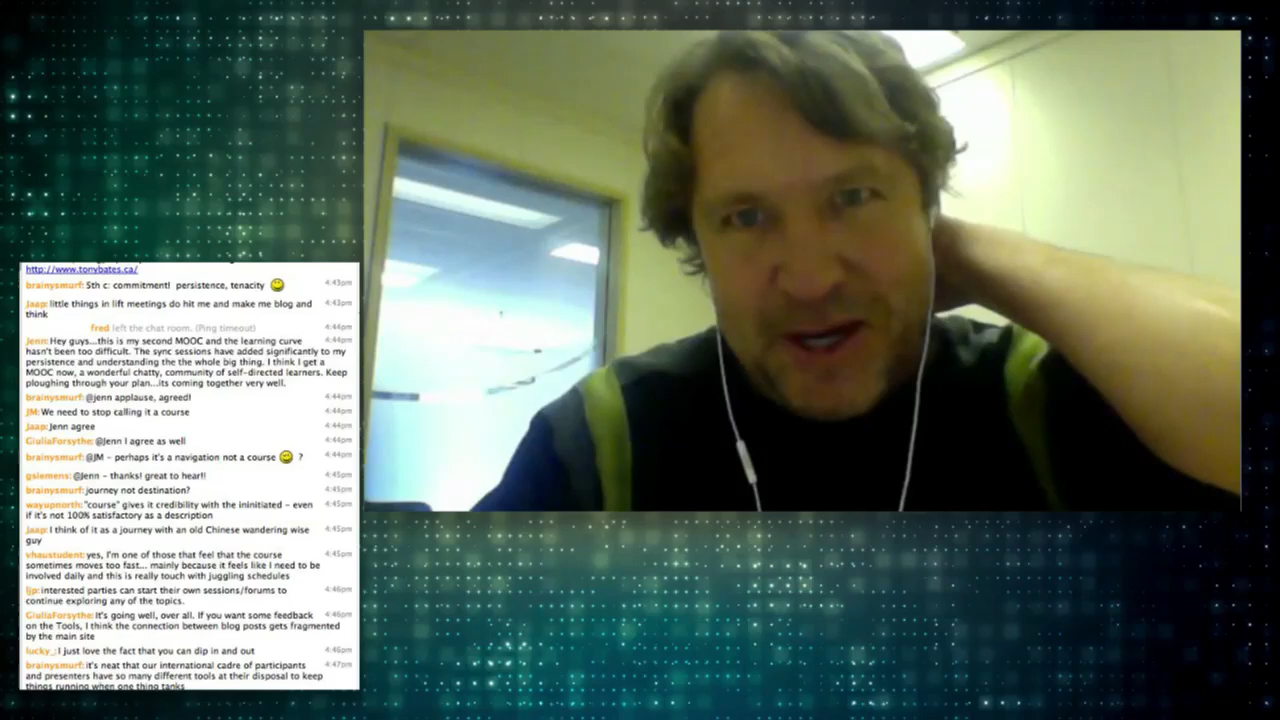 http://www.tonybates.ca/
brainysmurf: 5th c: commitment! persistence, tenacity 4:43pm
Jaap: little things in lift meetings do hit me and make me blog and 4:43pm
think
fred left the chat room. (Ping timeout) 4:44pm
Jenn: Hey guys...this is my second MOOC and the learning curve 4:44pm
hasn't been too difficult. The sync sessions have added significantly to my
persistence and understanding the the whole big thing. I think I get a
MOOC now, a wonderful chatty, community of self-directed learners. Keep
ploughing through your plan...its coming together very well.
brainysmurf: @jenn applause, agreed! 4:44pm
JM: We need to stop calling it a course 4:44pm
Jaap: Jenn agree 4:44pm
GiuliaForsythe: @Jenn I agree as well 4:44pm
brainysmurf: @JM - perhaps it's a navigation not a course ? 4:44pm
gsiemens: @Jenn - thanks! great to hear!! 4:45pm
brainysmurf: journey not destination? 4:45pm
wayupnorth: "course" gives it credibility with the ininitiated - even 4:45pm
if it's not 100% satisfactory as a description
Jaap: I think of it as a journey with an old Chinese wandering wise 4:45pm
guy
vhaustudent: yes, I'm one of those that feel that the course 4:45pm
sometimes moves too fast... mainly because it feels like I need to be
involved daily and this is really touch with juggling schedules
ljp: interested parties can start their own sessions/forums to 4:46pm
continue exploring any of the topics.
GiuliaForsythe: It's going well, over all. If you want some feedback 4:46pm
on the Tools, I think the connection between blog posts gets fragmented
by the main site
lucky_: I just love the fact that you can dip in and out 4:46pm
brainysmurf: it's neat that our international cadre of participants 4:47pm
and presenters have so many different tools at their disposal to keep
things running when one thing tanks